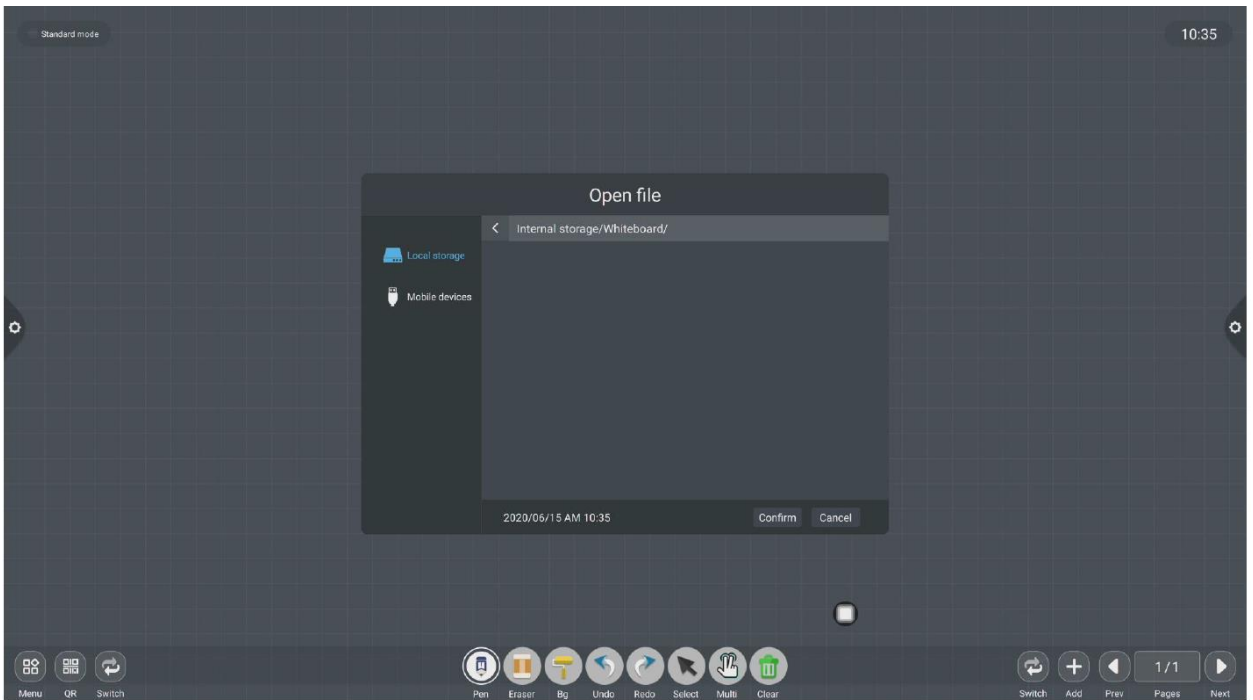 Standard mode
10:35
Open file
Internal storage/Whiteboard/
Local storage
Mobile devices
2020/06/15 AM 10:35 Confirm Cancel
1/1
Menu QR Switch Pen Eraser Bg Undo Redo Select Multi Clear Switch Add Prev Pages Next